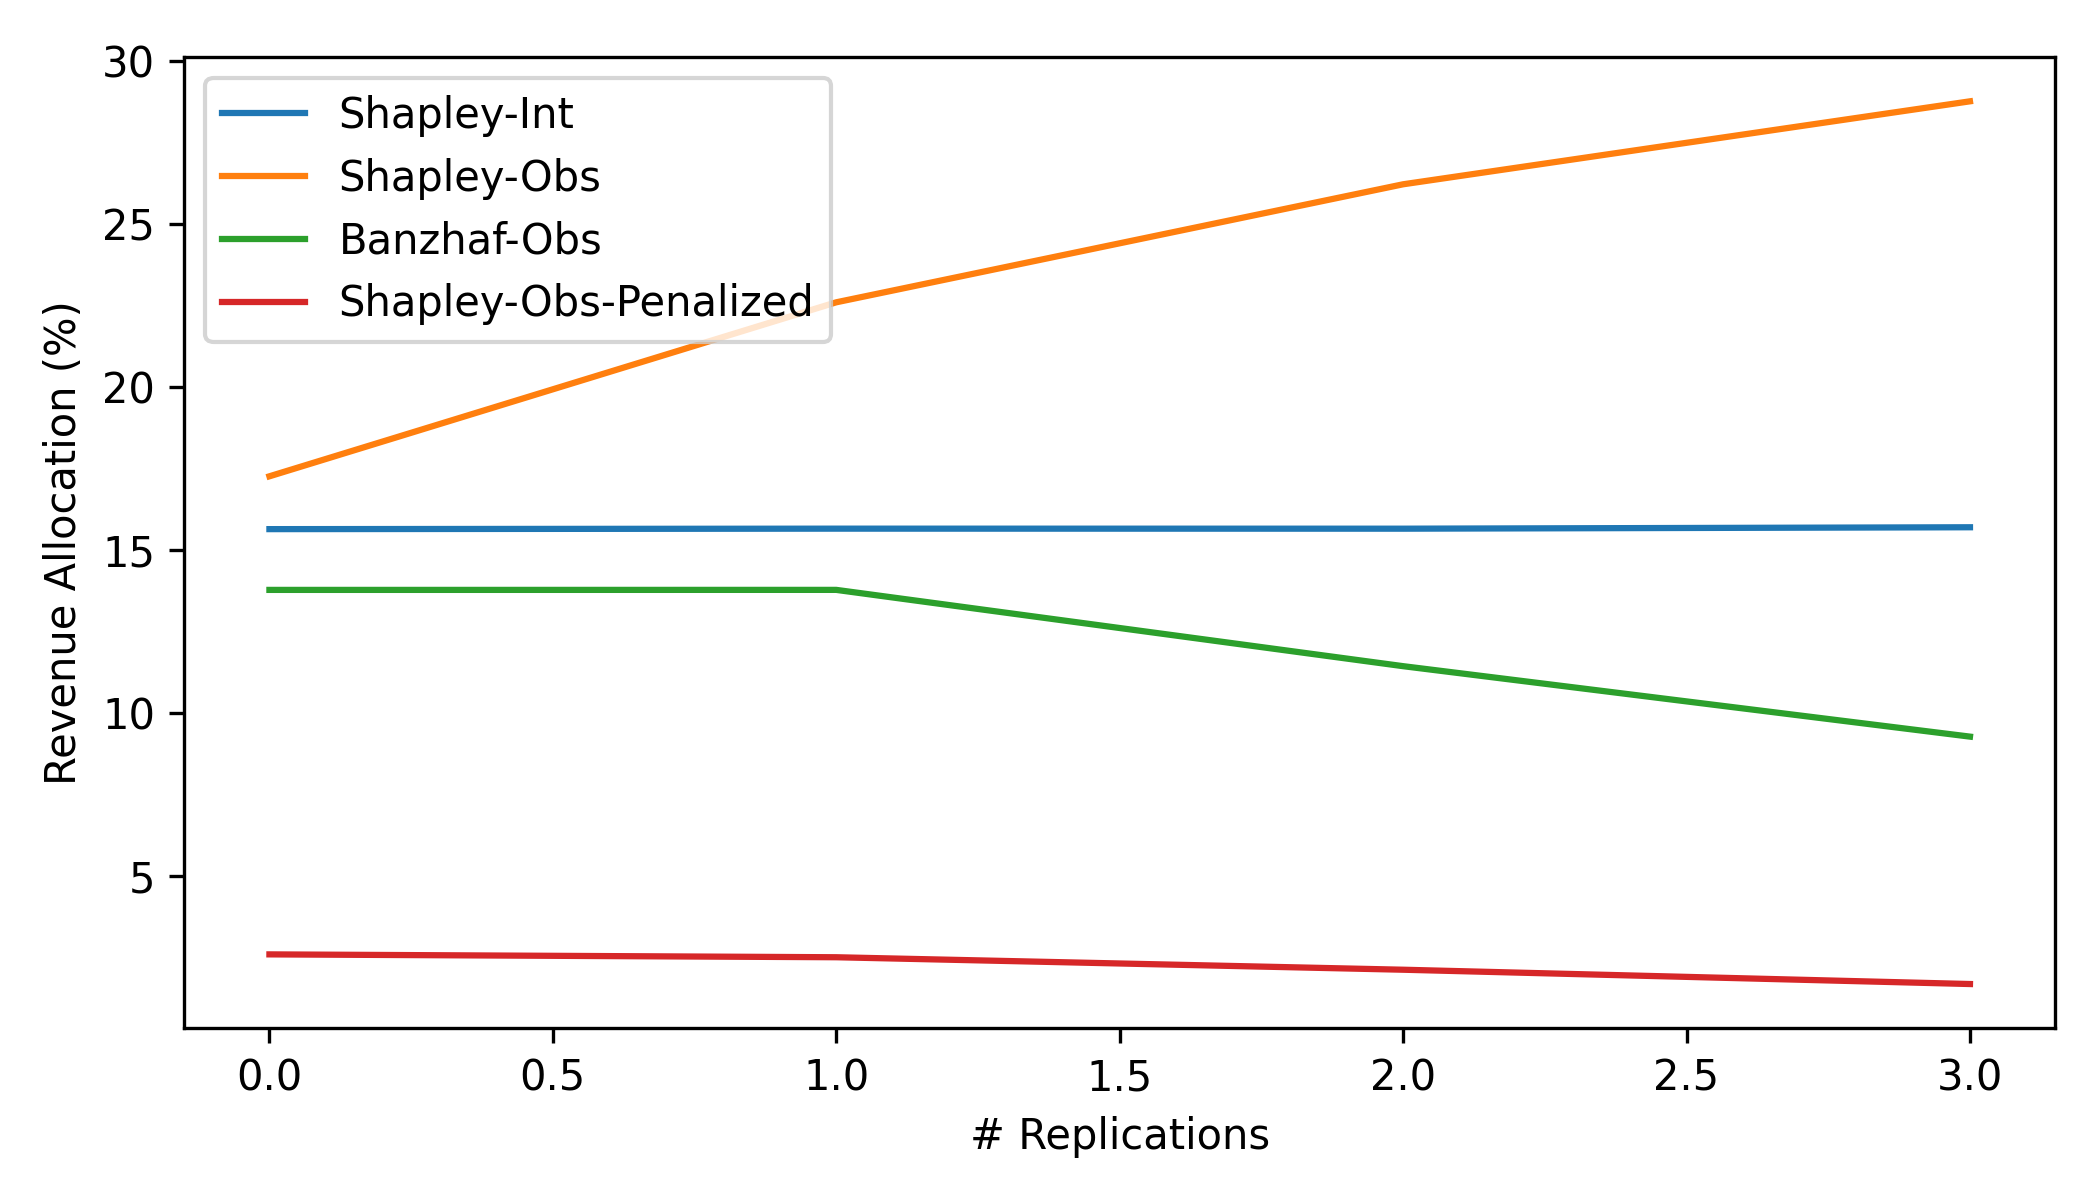 30
25
20
15
10
5
Revenue Allocation (%)
Shapley-Int
Shapley-Obs
Banzhaf-Obs
Shapley-Obs-Penalized
0.0 0.5 1.0 1.5 2.0 2.5 3.0
# Replications